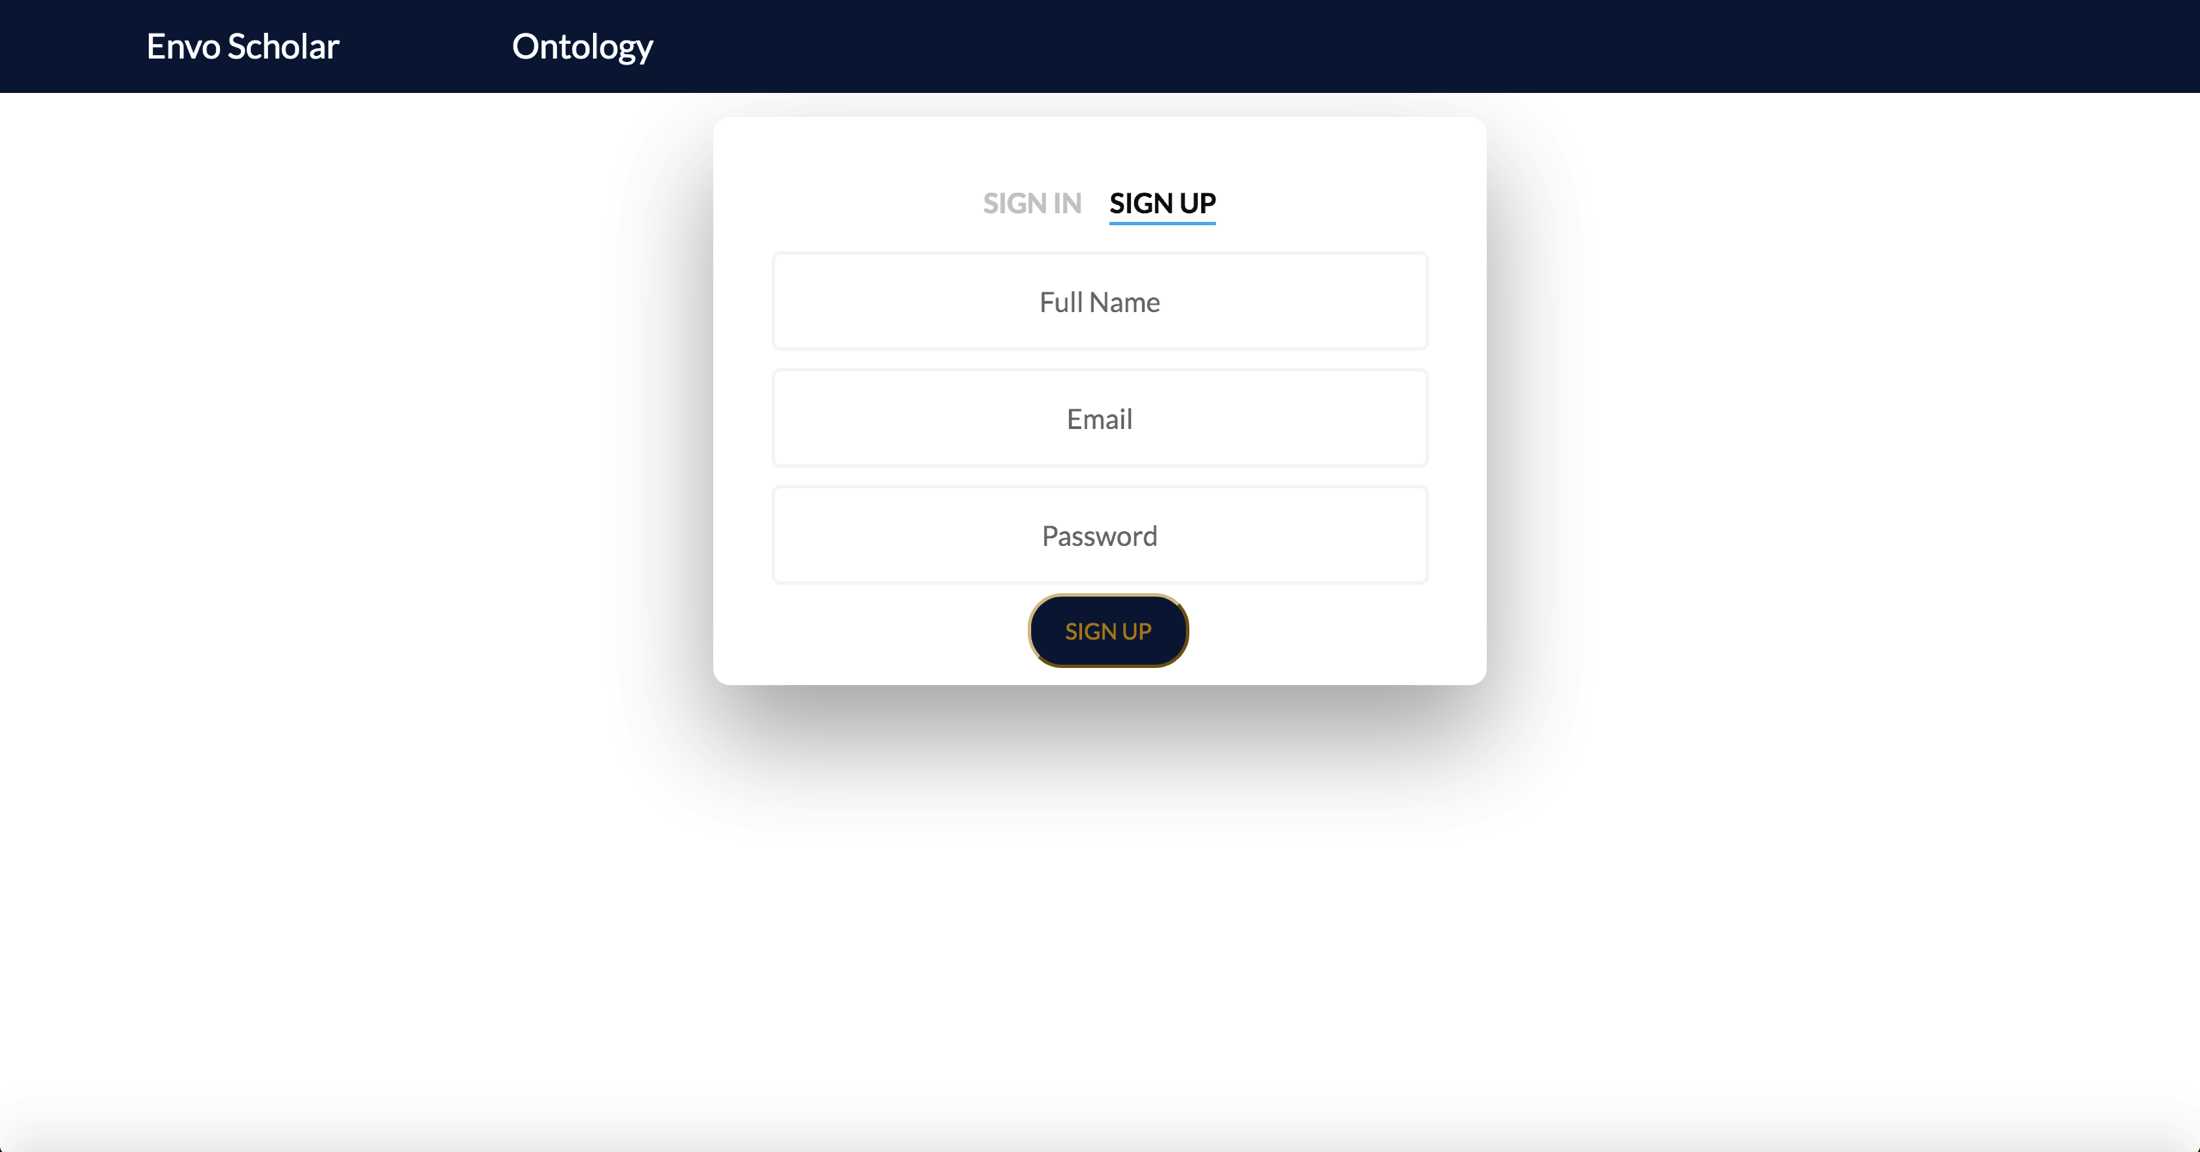 Envo Scholar Ontology
SIGN IN SIGN UP
Full Name
Email
Password
SIGN UP